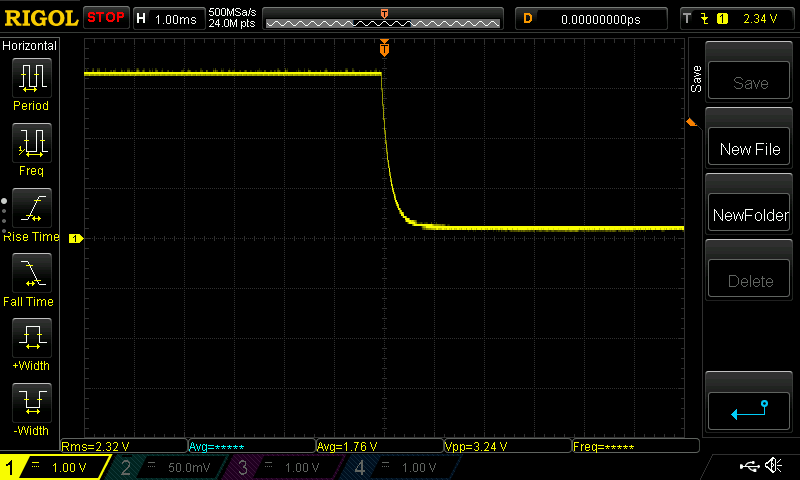 RIGOL STOP H 1.00ms 500MSa/s 24.0M pts T D 0.00000000ps T 1 2.34 V
Horizontal
T
Save
Save
Period
New File
Freq
NewFolder
Rise Time
1
Delete
Fall Time
+Width
-Width
Rms=2.32 V Avg=***** Avg=1.76 V Vpp=3.24 V Freq=*****
1 1.00 V 2 50.0mV 3 1.00 V 4 1.00 V